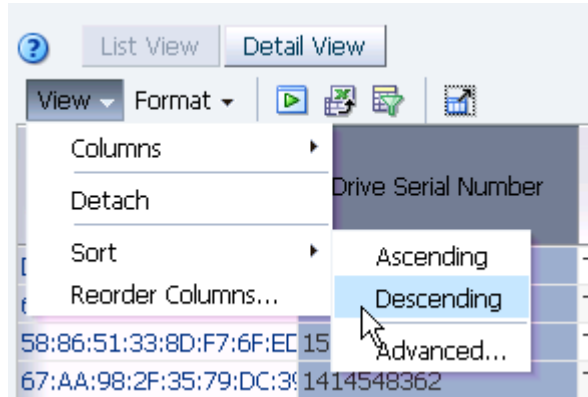 List View Detail View
View Format
Columns
Drive Serial Number
Detach
Sort
Ascending
Reorder Columns...
Descending
58:86:51:33:8D:F7:6F:ED 15
Advanced...
67:AA:98:2F:35:79:DC:39 1414548362